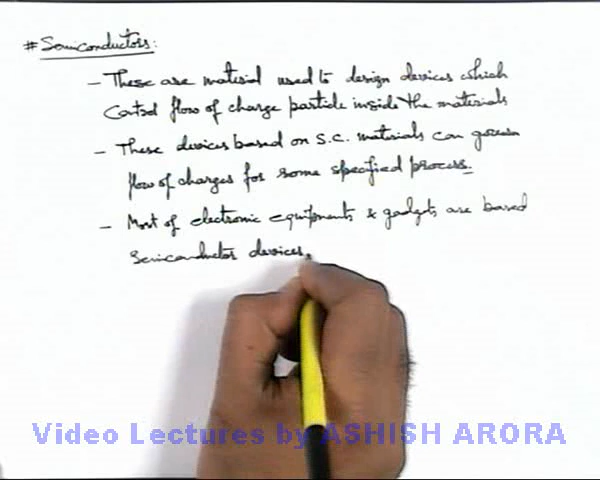 # Semiconductors:
- These are material used to design devices which
Control flow of charge particle inside the materials
- These devices based on S.C. materials can govern
flow of charges for some specified process.
- Most of electronic equipments & gadgets are based
Semiconductor devices.
Video Lectures by ASHISH ARORA